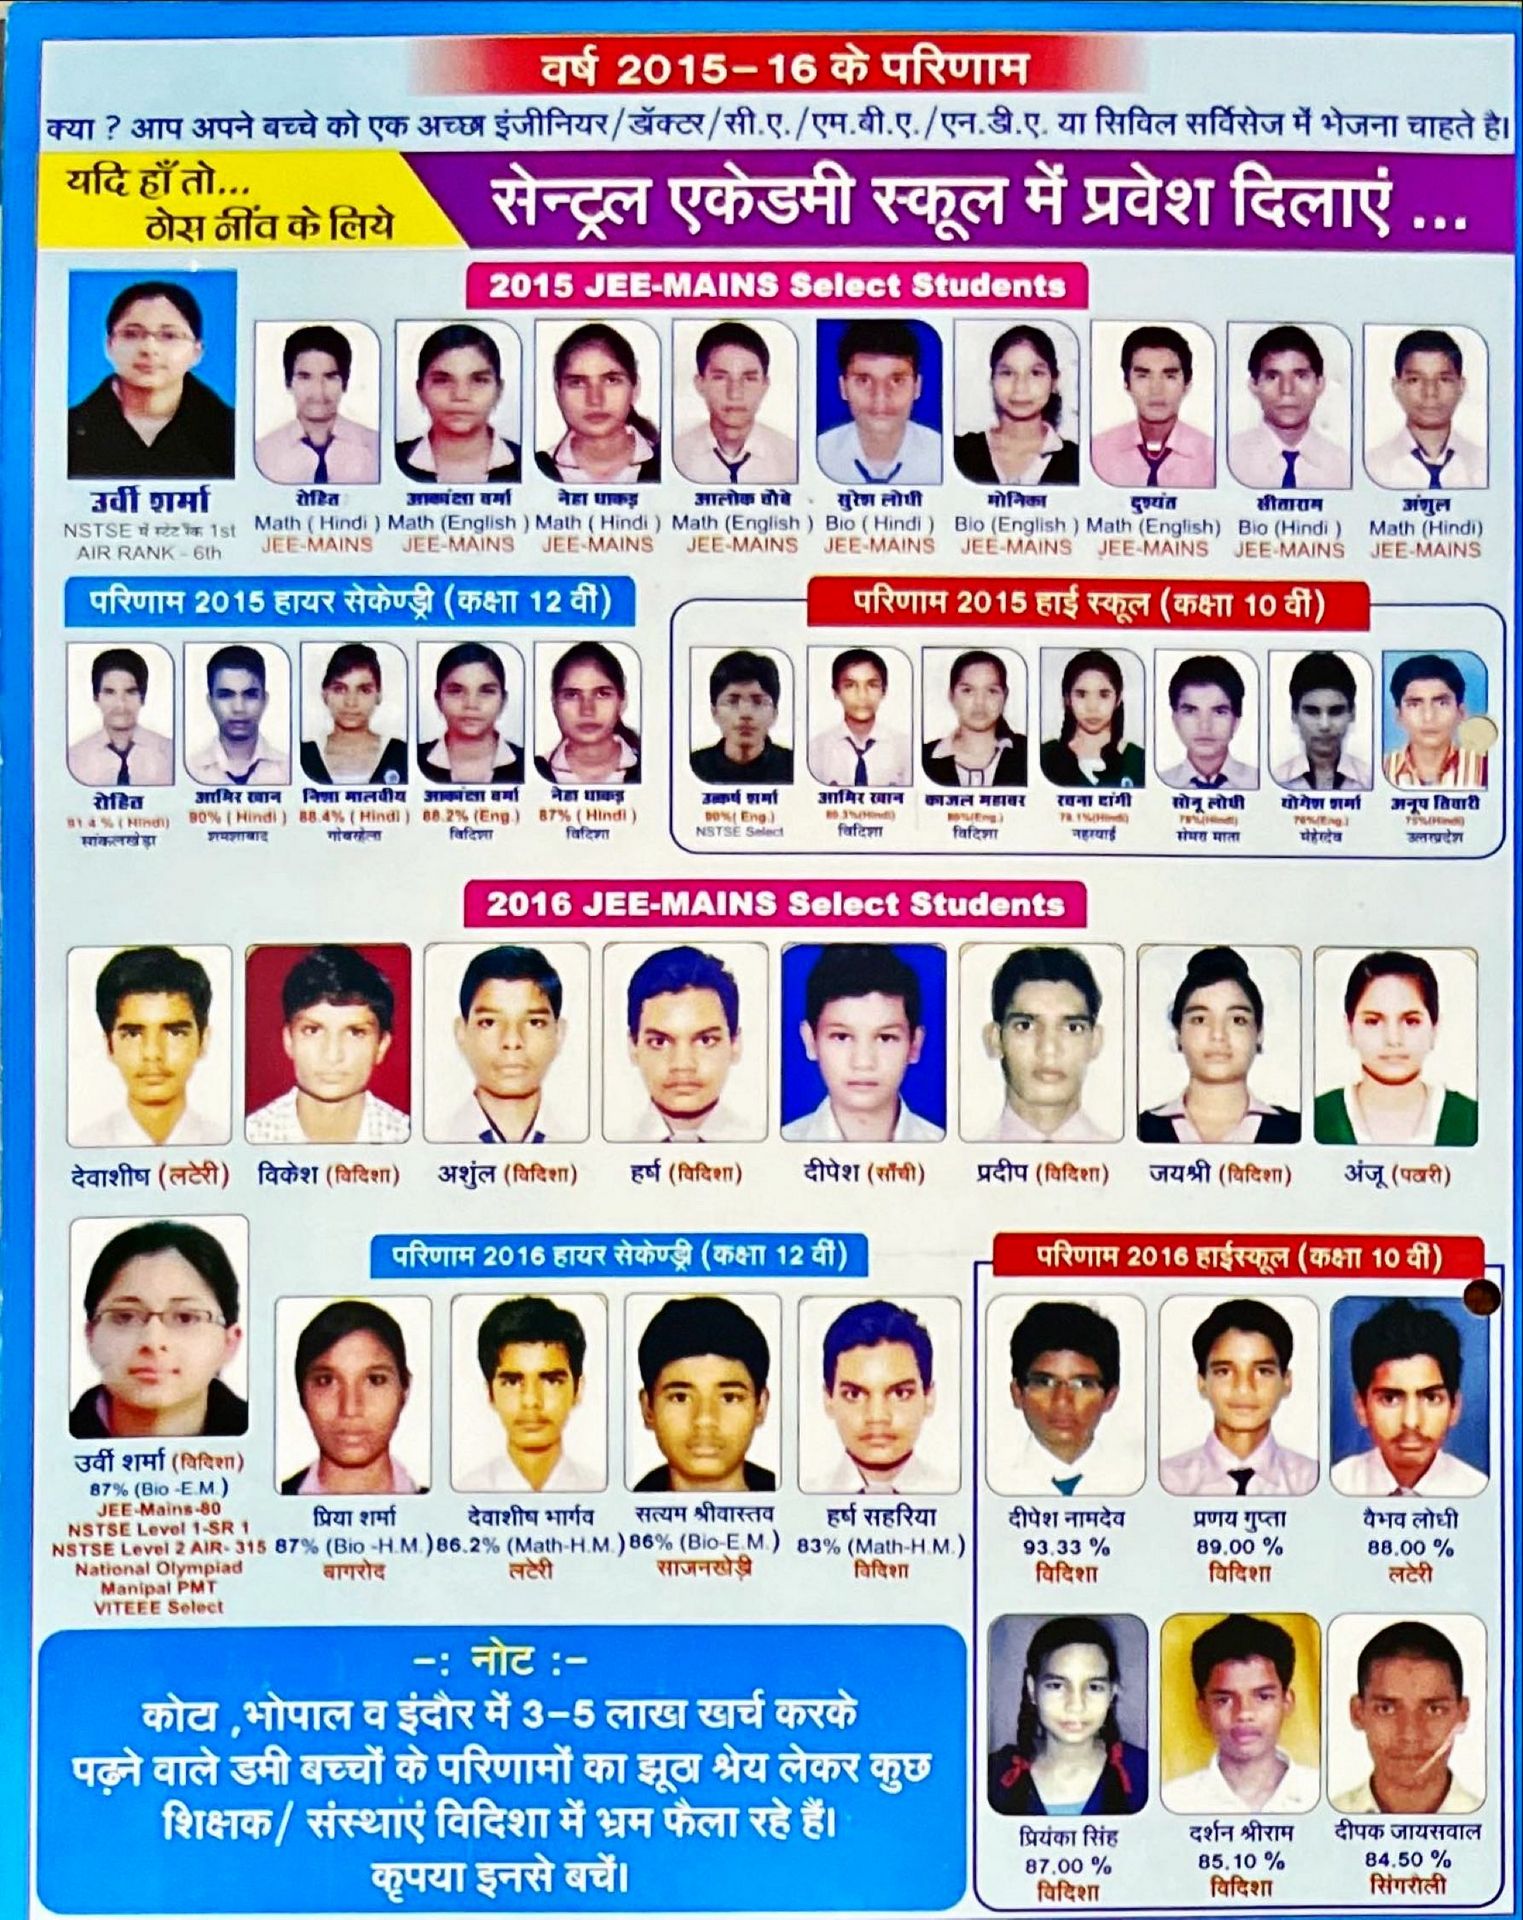 वर्ष 2015-16 के परिणाम
क्या ? आप अपने बच्चे को एक अच्छा इंजीनियर/डॉक्टर/सी.ए./एम.बी.ए./एन.डी.ए. या सिविल सर्विसेज में भेजना चाहते है।
यदि हाँ तो...
ठोस नींव के लिये
सेन्ट्रल एकेडमी स्कूल में प्रवेश दिलाएं ...
2015 JEE-MAINS Select Students
उर्वी शर्मा
NSTSE में स्टेट रैंक 1st
AIR RANK - 6th
रोहित
Math ( Hindi )
JEE-MAINS
आकांक्षा वर्मा
Math (English )
JEE-MAINS
नेहा धाकड़
Math ( Hindi )
JEE-MAINS
आलोक चौबे
Math (English )
JEE-MAINS
सुरेश लोधी
Bio ( Hindi )
JEE-MAINS
मोनिका
Bio (English )
JEE-MAINS
दुश्यंत
Math (English)
JEE-MAINS
सीताराम
Bio (Hindi )
JEE-MAINS
अंशुल
Math (Hindi)
JEE-MAINS
परिणाम 2015 हायर सेकेण्ड्री (कक्षा 12 वीं)
रोहित
91.4 % ( Hindi)
सांकलखेड़ा
आमिर खान
90% ( Hindi )
शमशाबाद
निशा मालवीय
88.4% ( Hindi )
आकांक्षा वर्मा
88.2% (Eng.)
विदिशा
नेहा धाकड़
87% ( Hindi )
विदिशा
परिणाम 2015 हाई स्कूल (कक्षा 10 वीं)
उत्कर्ष शर्मा
90%( Eng.)
NSTSE Select
आमिर खान
89.3%(Hindi)
विदिशा
काजल महावर
विदिशा
रचना दांगी
78.1%(Hindi)
सोनू लोधी
78%(Hindi)
योगेश शर्मा
76%(Eng.)
अनूप तिवारी
75%(Hindi)
उत्तरप्रदेश
2016 JEE-MAINS Select Students
देवाशीष (लटेरी)
विकेश (विदिशा)
अशुंल (विदिशा)
हर्ष (विदिशा)
दीपेश (साँची)
प्रदीप (विदिशा)
जयश्री (विदिशा)
अंजू (पठारी)
परिणाम 2016 हायर सेकेण्ड्री (कक्षा 12 वीं)
उर्वी शर्मा (विदिशा)
87% (Bio -E.M.)
JEE-Mains-80
NSTSE Level 1-SR 1
NSTSE Level 2 AIR- 315
National Olympiad
Manipal PMT
VITEEE Select
प्रिया शर्मा
87% (Bio -H.M.)
बागरोद
देवाशीष भार्गव
86.2% (Math-H.M.)
लटेरी
सत्यम श्रीवास्तव
86% (Bio-E.M.)
साजनखेड़ी
हर्ष सहरिया
83% (Math-H.M.)
विदिशा
परिणाम 2016 हाईस्कूल (कक्षा 10 वीं)
दीपेश नामदेव
93.33 %
विदिशा
प्रणय गुप्ता
89.00 %
विदिशा
वैभव लोधी
88.00 %
लटेरी
प्रियंका सिंह
87.00 %
विदिशा
दर्शन श्रीराम
85.10 %
विदिशा
दीपक जायसवाल
84.50 %
सिंगरौली
-: नोट :-
कोटा ,भोपाल व इंदौर में 3-5 लाख खर्च करके
पढ़ने वाले डमी बच्चों के परिणामों का झूठा श्रेय लेकर कुछ
शिक्षक/ संस्थाएं विदिशा में भ्रम फैला रहे हैं।
कृपया इनसे बचें।